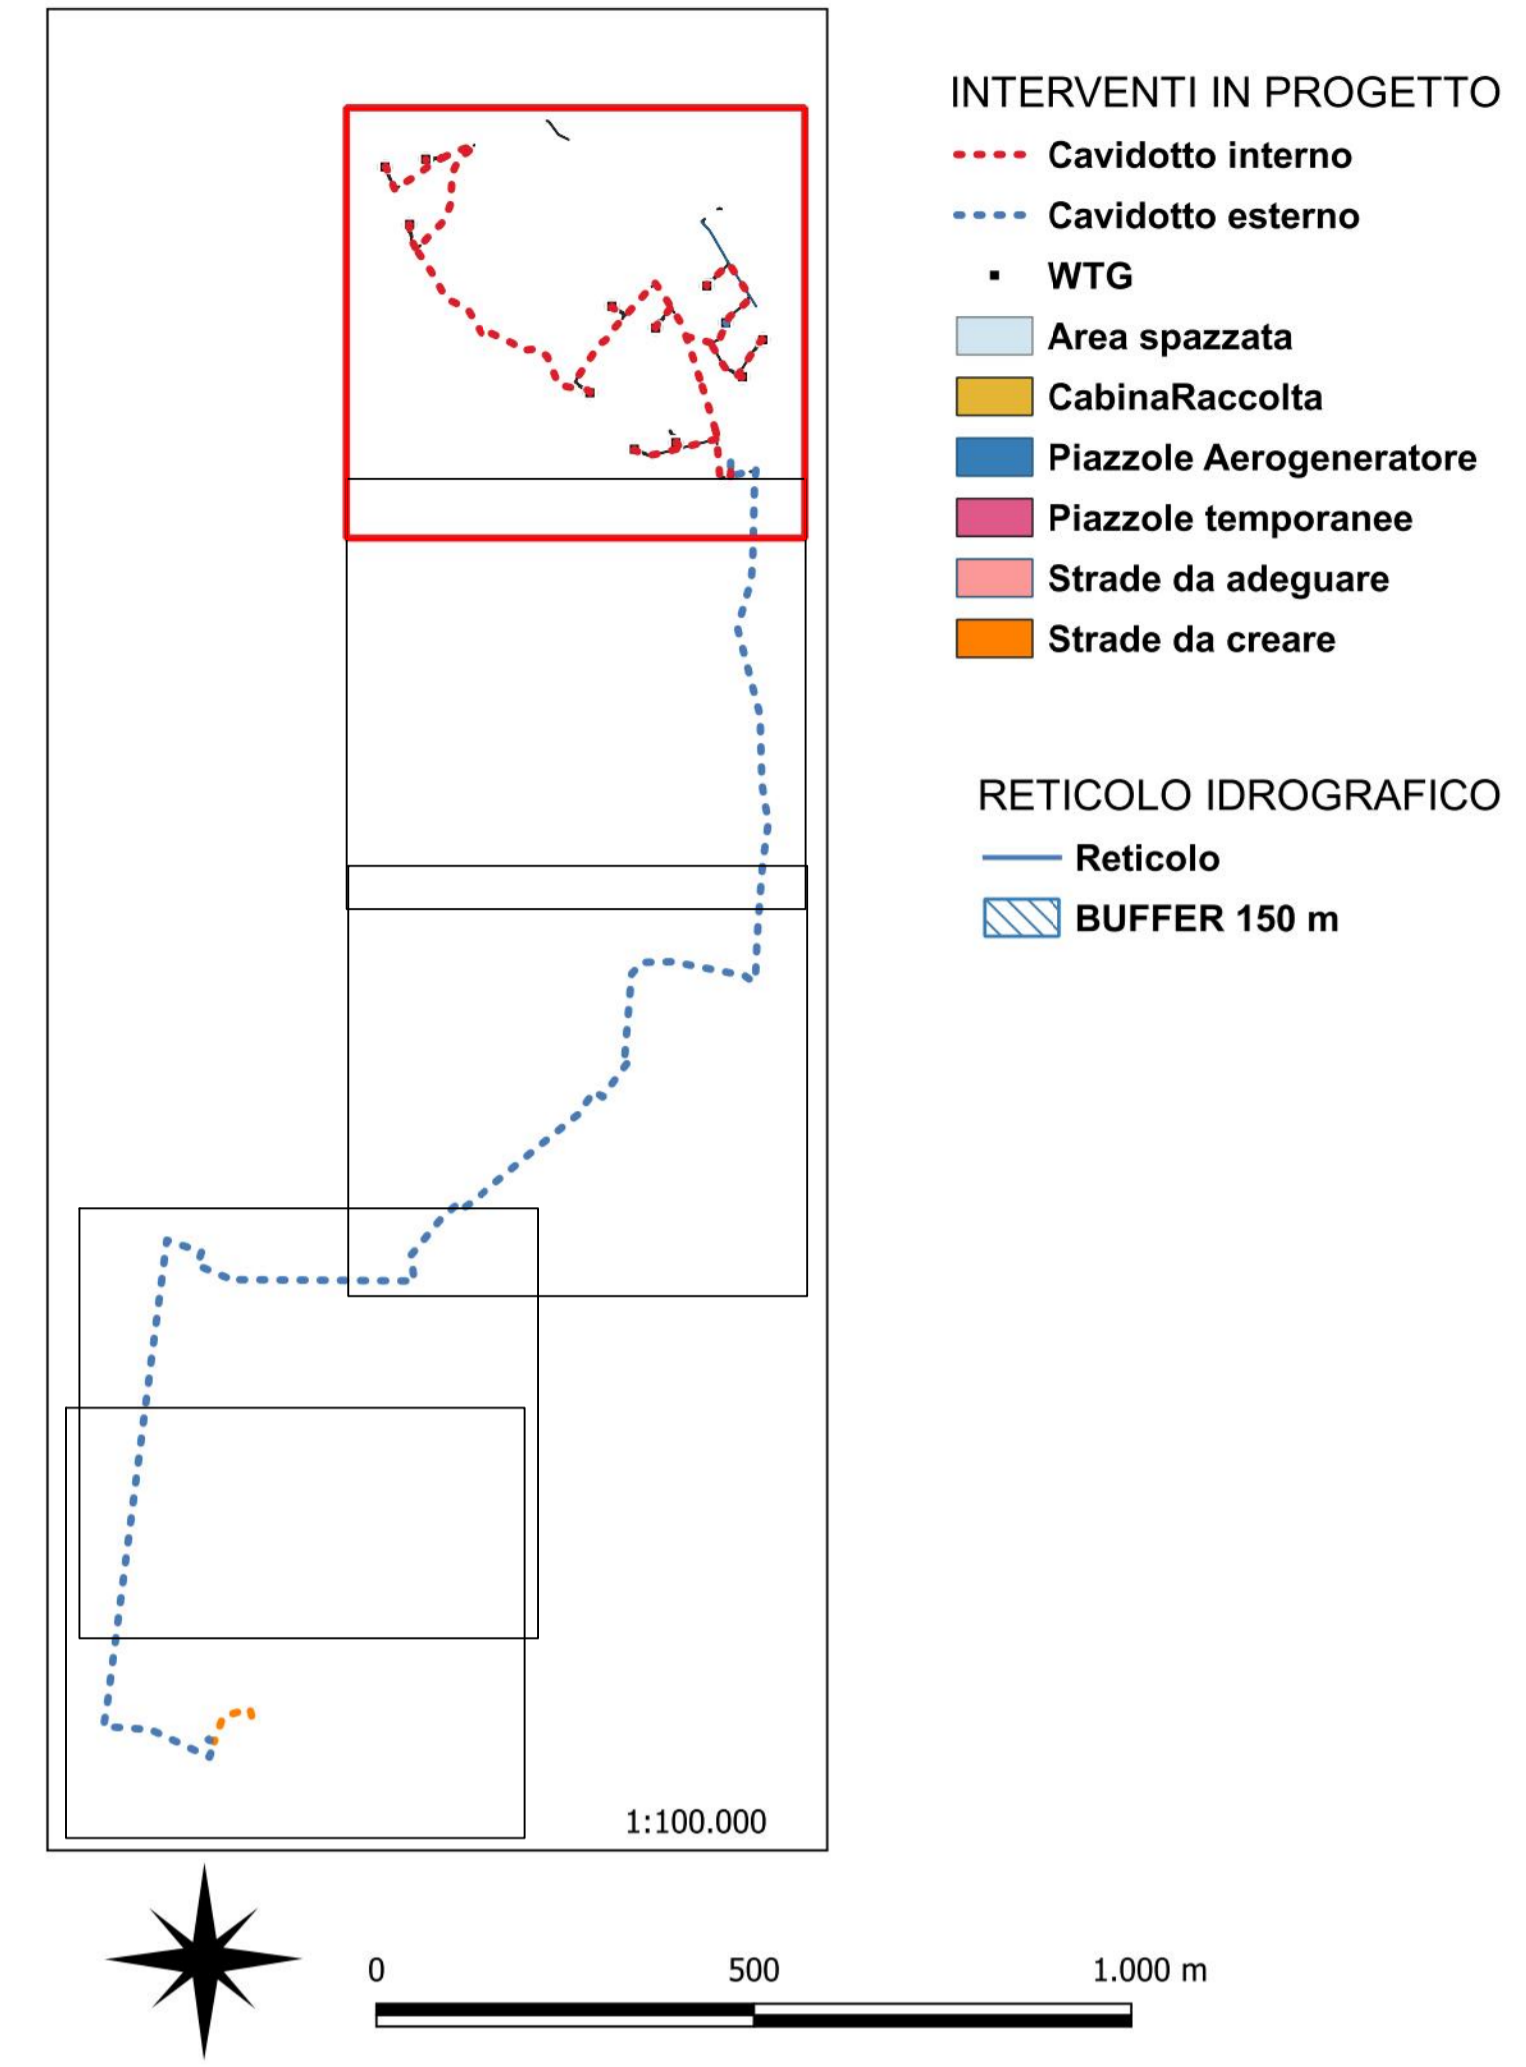 INTERVENTI IN PROGETTO
Cavidotto interno
Cavidotto esterno
WTG
Area spazzata
CabinaRaccolta
Piazzole Aerogeneratore
Piazzole temporanee
Strade da adeguare
Strade da creare
RETICOLO IDROGRAFICO
Reticolo
BUFFER 150 m
1:100.000
0 500 1.000 m